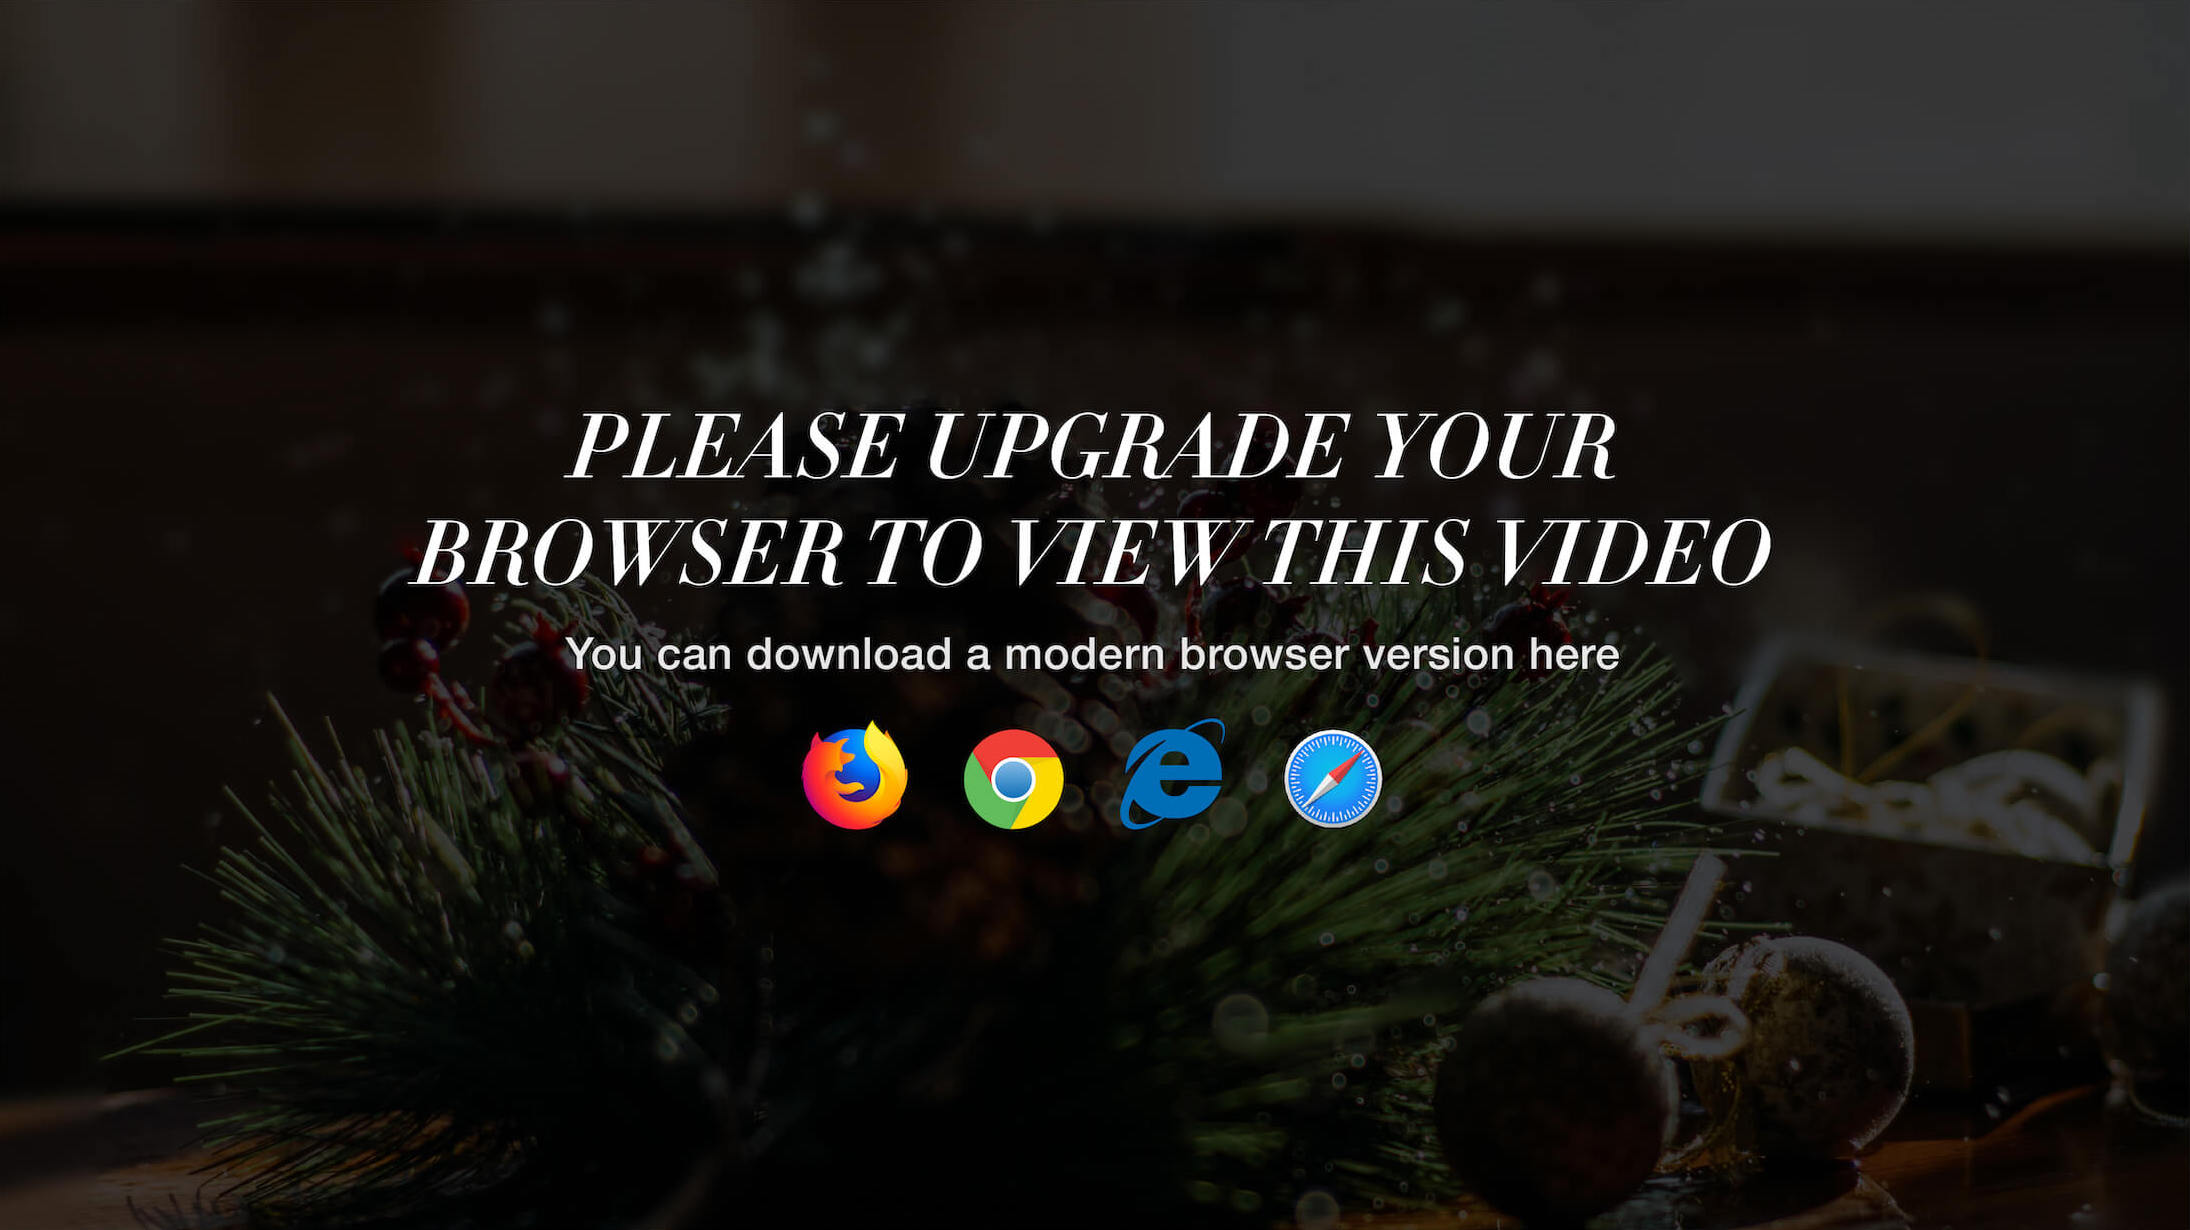 PLEASE UPGRADE YOUR
BROWSER TO VIEW THIS VIDEO
You can download a modern browser version here